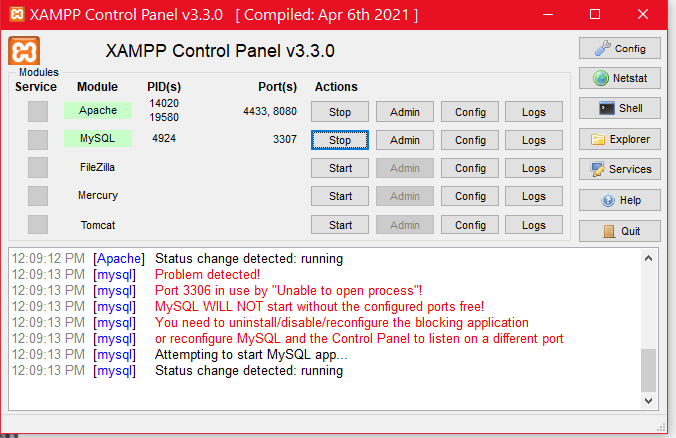 XAMPP Control Panel v3.3.0 [ Compiled: Apr 6th 2021 ]
XAMPP Control Panel v3.3.0
Config
Modules
Service Module PID(s) Port(s) Actions
Netstat
Apache 14020 19580 4433, 8080 Stop Admin Config Logs
Shell
MySQL 4924 3307 Stop Admin Config Logs
Explorer
FileZilla Start Admin Config Logs
Services
Mercury Start Admin Config Logs
Help
Tomcat Start Admin Config Logs
Quit
12:09:12 PM [Apache] Status change detected: running
12:09:13 PM [mysql] Problem detected!
12:09:13 PM [mysql] Port 3306 in use by "Unable to open process"!
12:09:13 PM [mysql] MySQL WILL NOT start without the configured ports free!
12:09:13 PM [mysql] You need to uninstall/disable/reconfigure the blocking application
12:09:13 PM [mysql] or reconfigure MySQL and the Control Panel to listen on a different port
12:09:13 PM [mysql] Attempting to start MySQL app...
12:09:13 PM [mysql] Status change detected: running